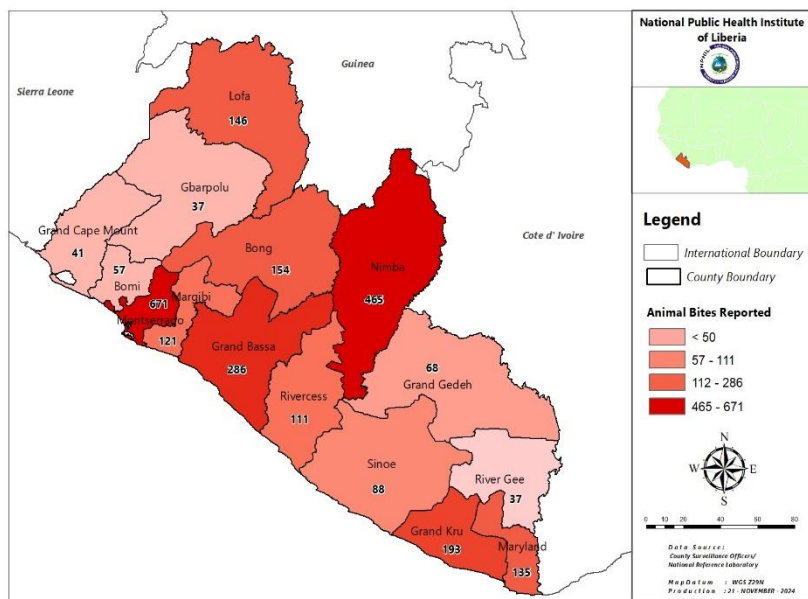 National Public Health Institute
of Liberia
Guinea
Sierra Leone
Lofa
146
Gbarpolu
37
Grand Cape Mount
41
Cote d' Ivoire
Bong
154
Nimba
465
57
Bomi
671
Margibi
Montserrado
121
Grand Bassa
286
68
Grand Gedeh
Rivercess
111
Sinoe
88
River Gee
37
Grand Kru
193
Maryland
135
Legend
International Boundary
County Boundary
Animal Bites Reported
< 50
57 - 111
112 - 286
465 - 671
N
W E
S
0 10 20 40 60 80
Data Source:
County Surveillance Officers/
National Reference Laboratory
MapDatum : WGS Z29N
Production : 21 - NOVEMBER - 2024